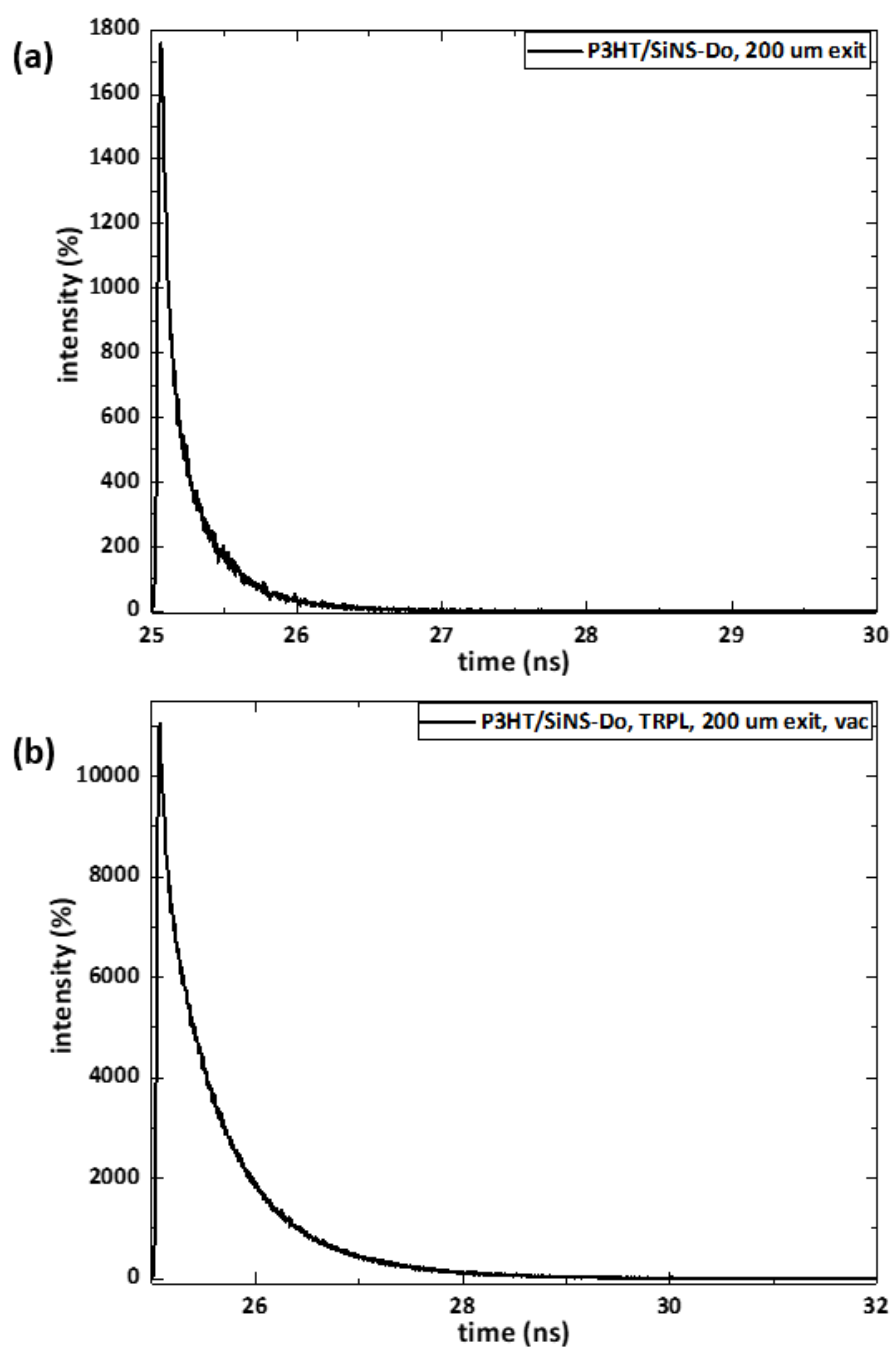 (a)
P3HT/SiNS-Do, 200 um exit
1800
1600
1400
1200
1000
800
600
400
200
0
intensity (%)
25 26 27 28 29 30
time (ns)
(b)
P3HT/SiNS-Do, TRPL, 200 um exit, vac
10000
8000
6000
4000
2000
0
intensity (%)
26 28 30 32
time (ns)